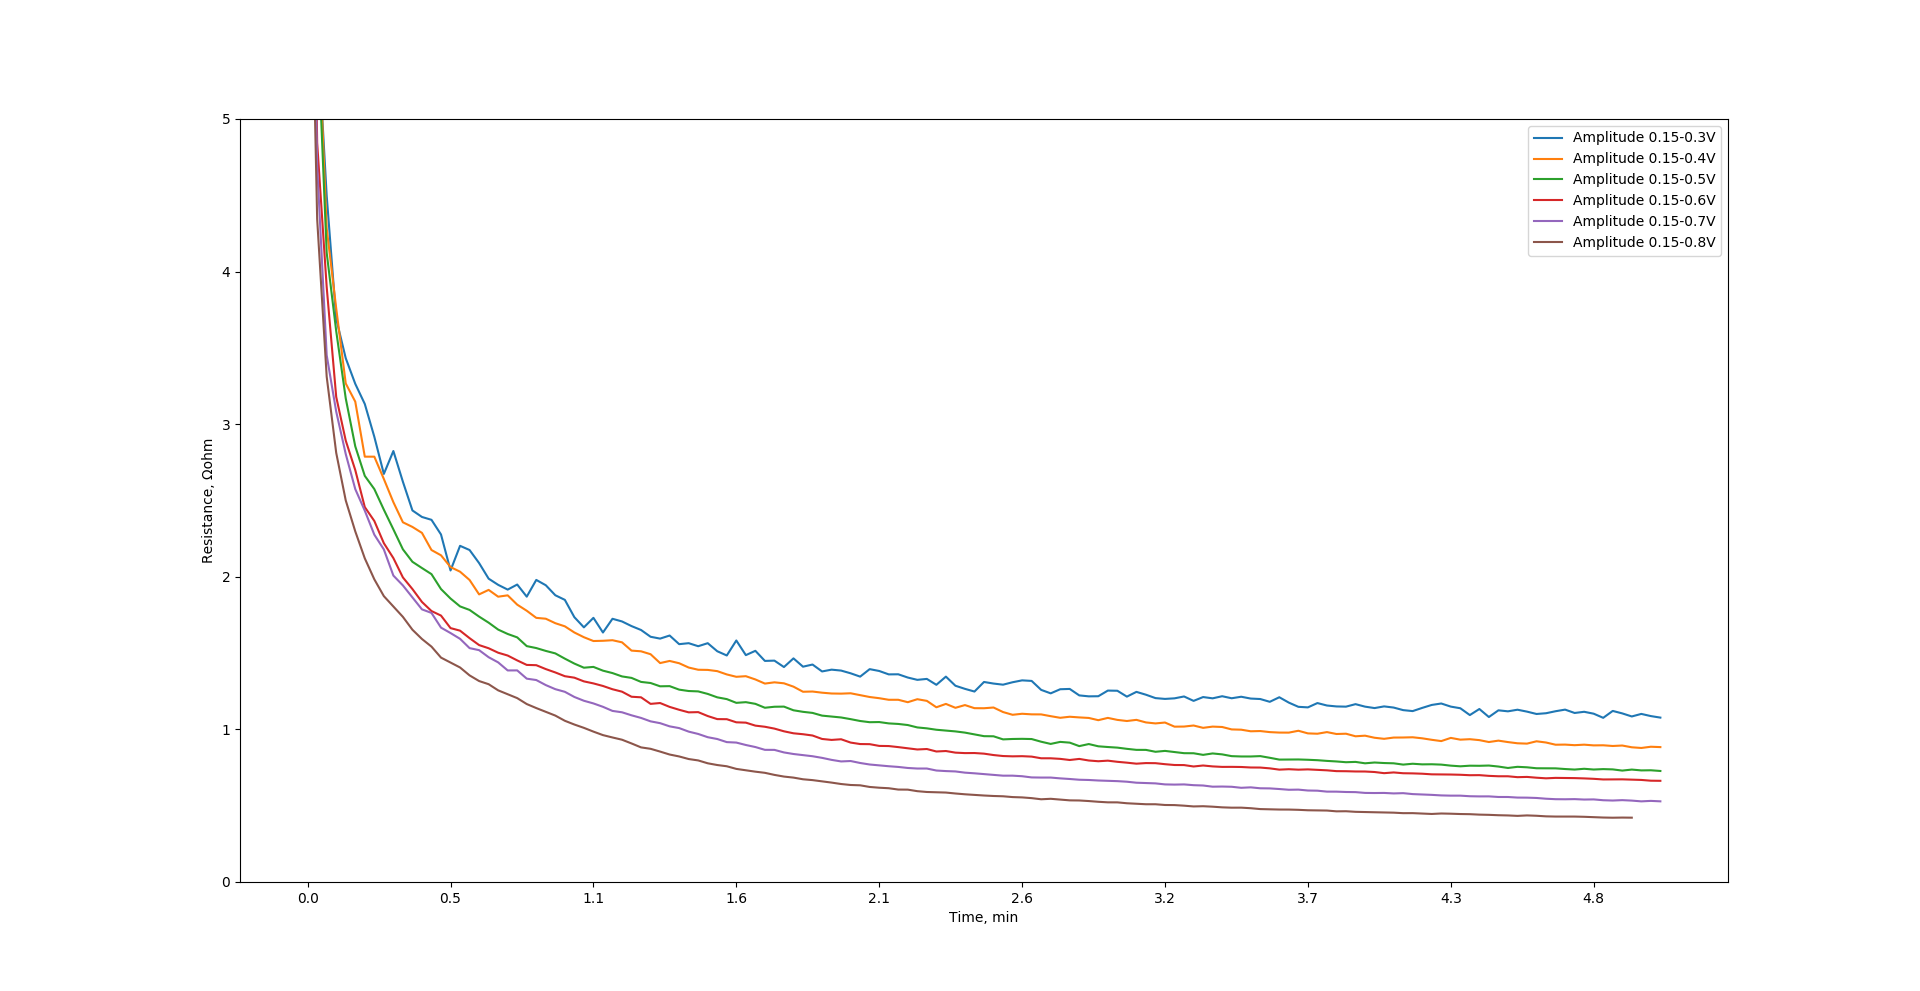 5
4
3
2
1
0
Resistance, Ωohm
Amplitude 0.15-0.3V
Amplitude 0.15-0.4V
Amplitude 0.15-0.5V
Amplitude 0.15-0.6V
Amplitude 0.15-0.7V
Amplitude 0.15-0.8V
0.0 0.5 1.1 1.6 2.1 2.6 3.2 3.7 4.3 4.8
Time, min